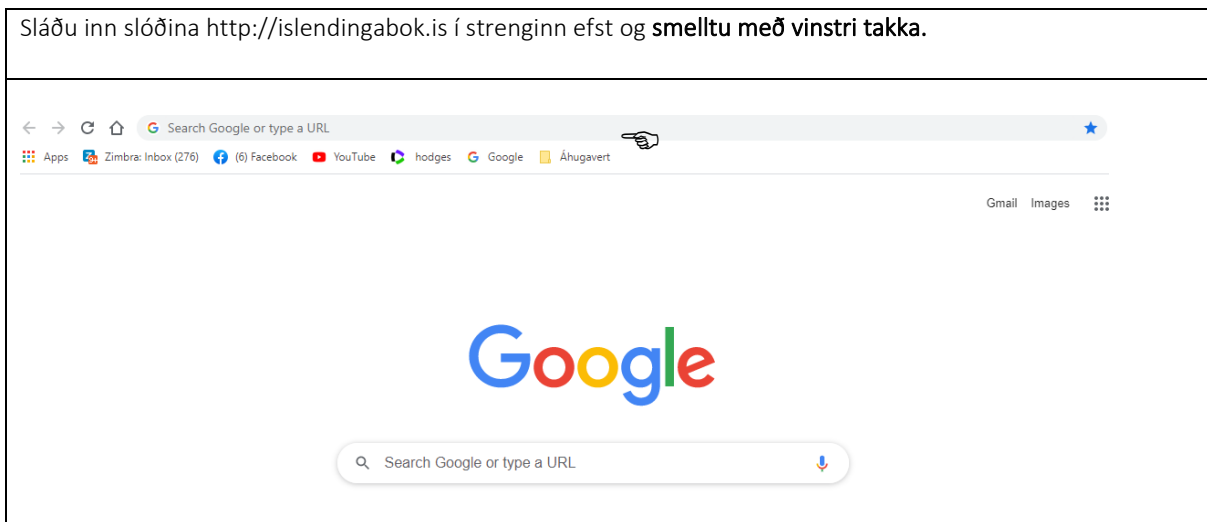 Sláðu inn slóðina http://islendingabok.is í strenginn efst og smelltu með vinstri takka.
Search Google or type a URL
Apps Zimbra: Inbox (276) (6) Facebook YouTube hodges Google Áhugavert
Gmail Images
Google
Search Google or type a URL